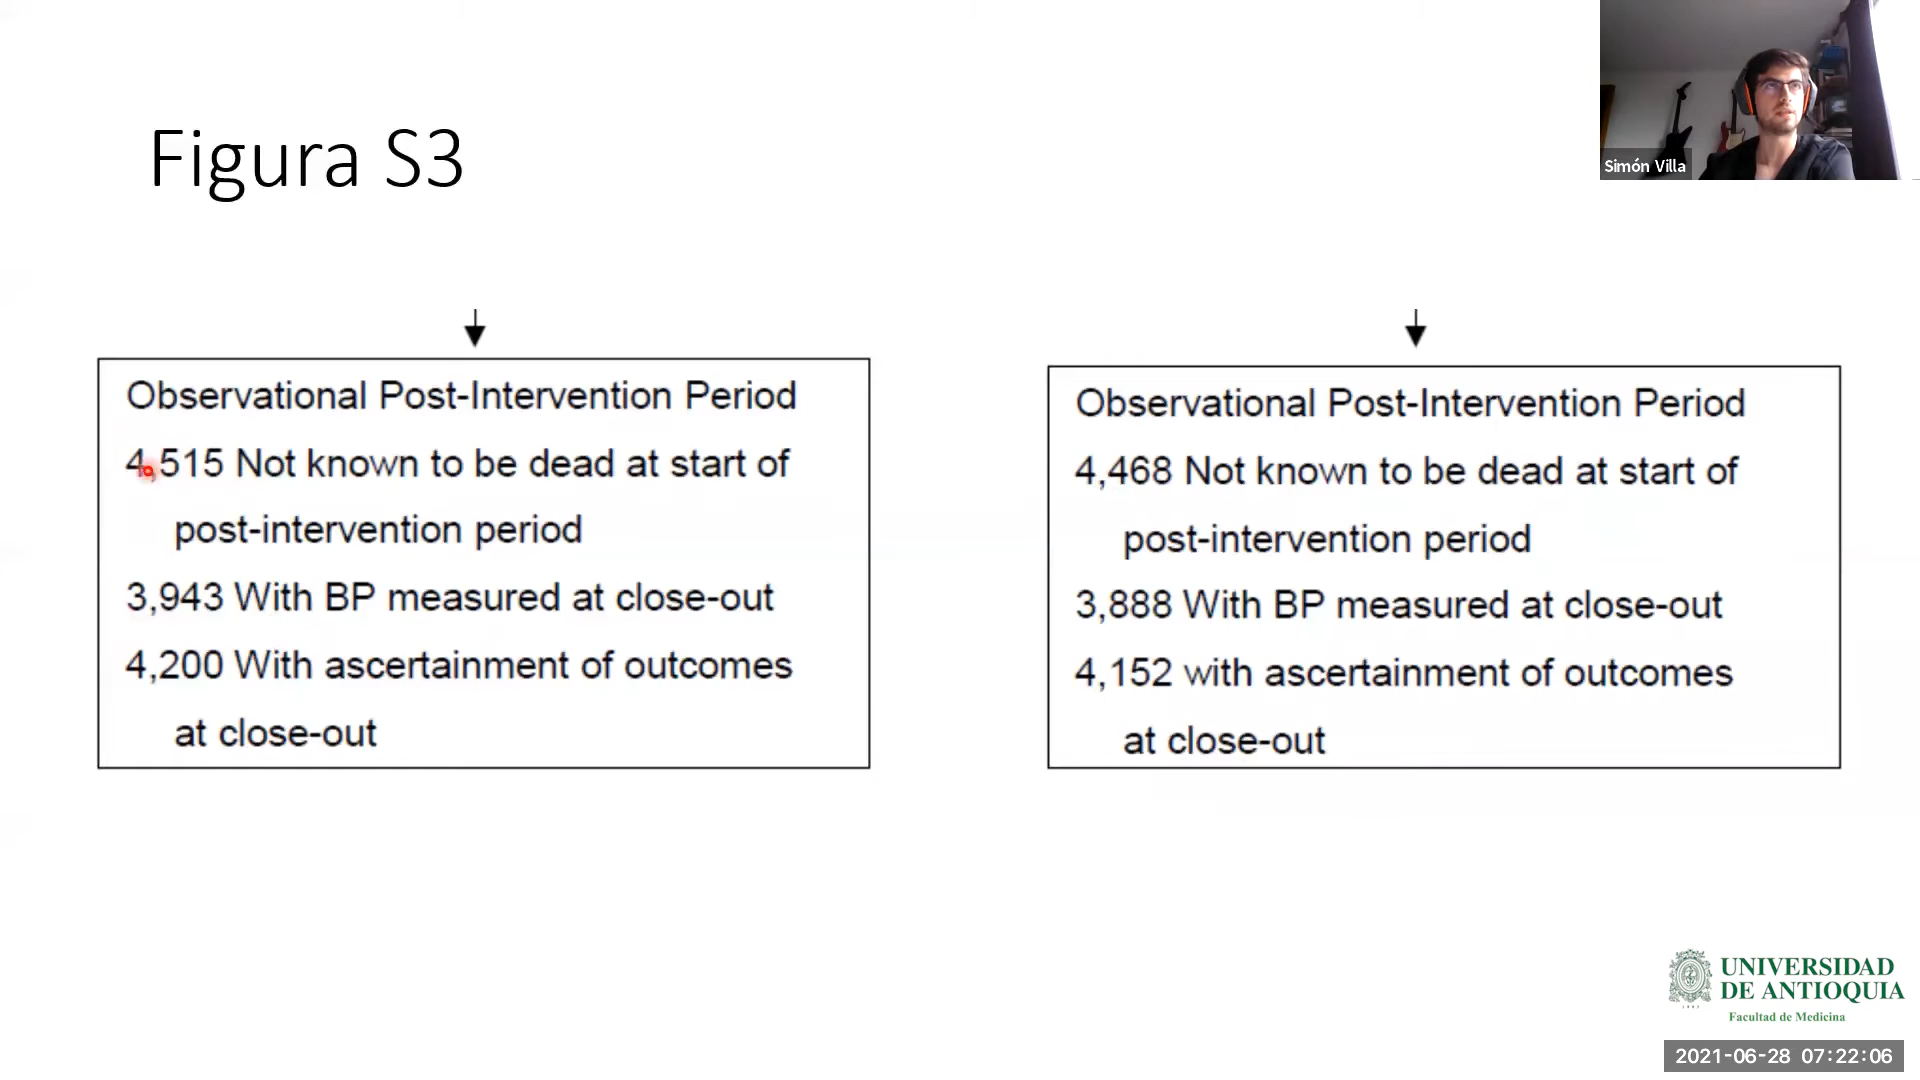 Simón Villa
Figura S3
Observational Post-Intervention Period
4,515 Not known to be dead at start of
post-intervention period
3,943 With BP measured at close-out
4,200 With ascertainment of outcomes
at close-out
Observational Post-Intervention Period
4,468 Not known to be dead at start of
post-intervention period
3,888 With BP measured at close-out
4,152 with ascertainment of outcomes
at close-out
UNIVERSIDAD
DE ANTIOQUIA
Facultad de Medicina
2021-06-28 07:22:06